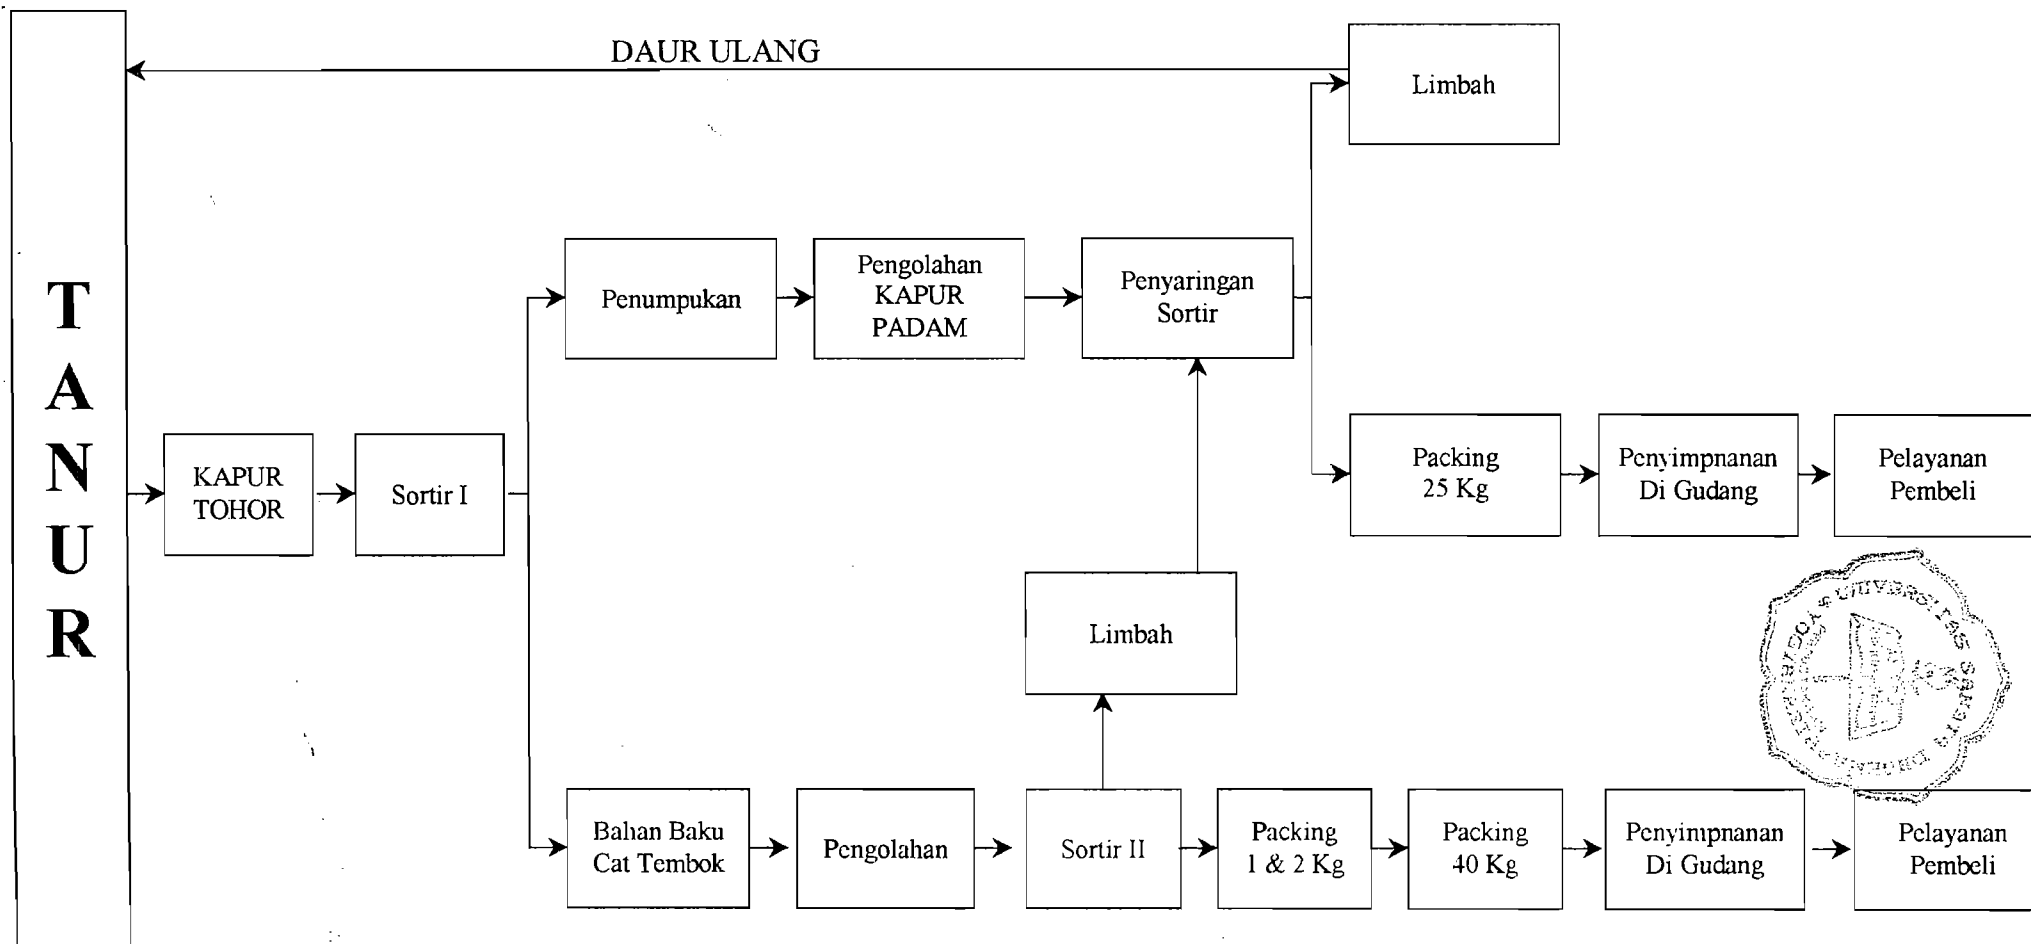 DAUR ULANG
Limbah
TANUR
Penumpukan
Pengolahan
KAPUR
PADAM
Penyaringan
Sortir
KAPUR
TOHOR
Sortir I
Packing
25 Kg
Penyimpnanan
Di Gudang
Pelayanan
Pembeli
Limbah
Bahan Baku
Cat Tembok
Pengolahan
Sortir II
Packing
1 & 2 Kg
Packing
40 Kg
Penyimpnanan
Di Gudang
Pelayanan
Pembeli